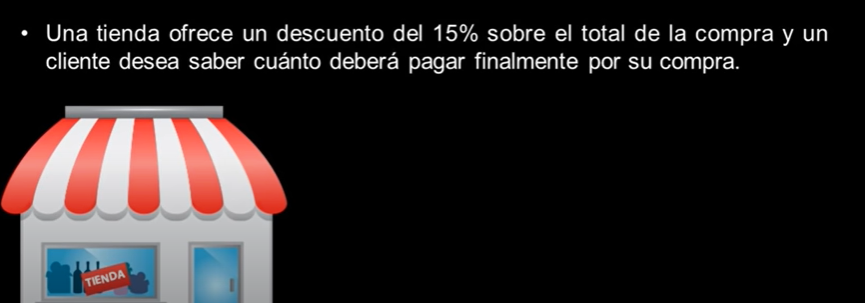 • Una tienda ofrece un descuento del 15% sobre el total de la compra y un
cliente desea saber cuánto deberá pagar finalmente por su compra.
TIENDA